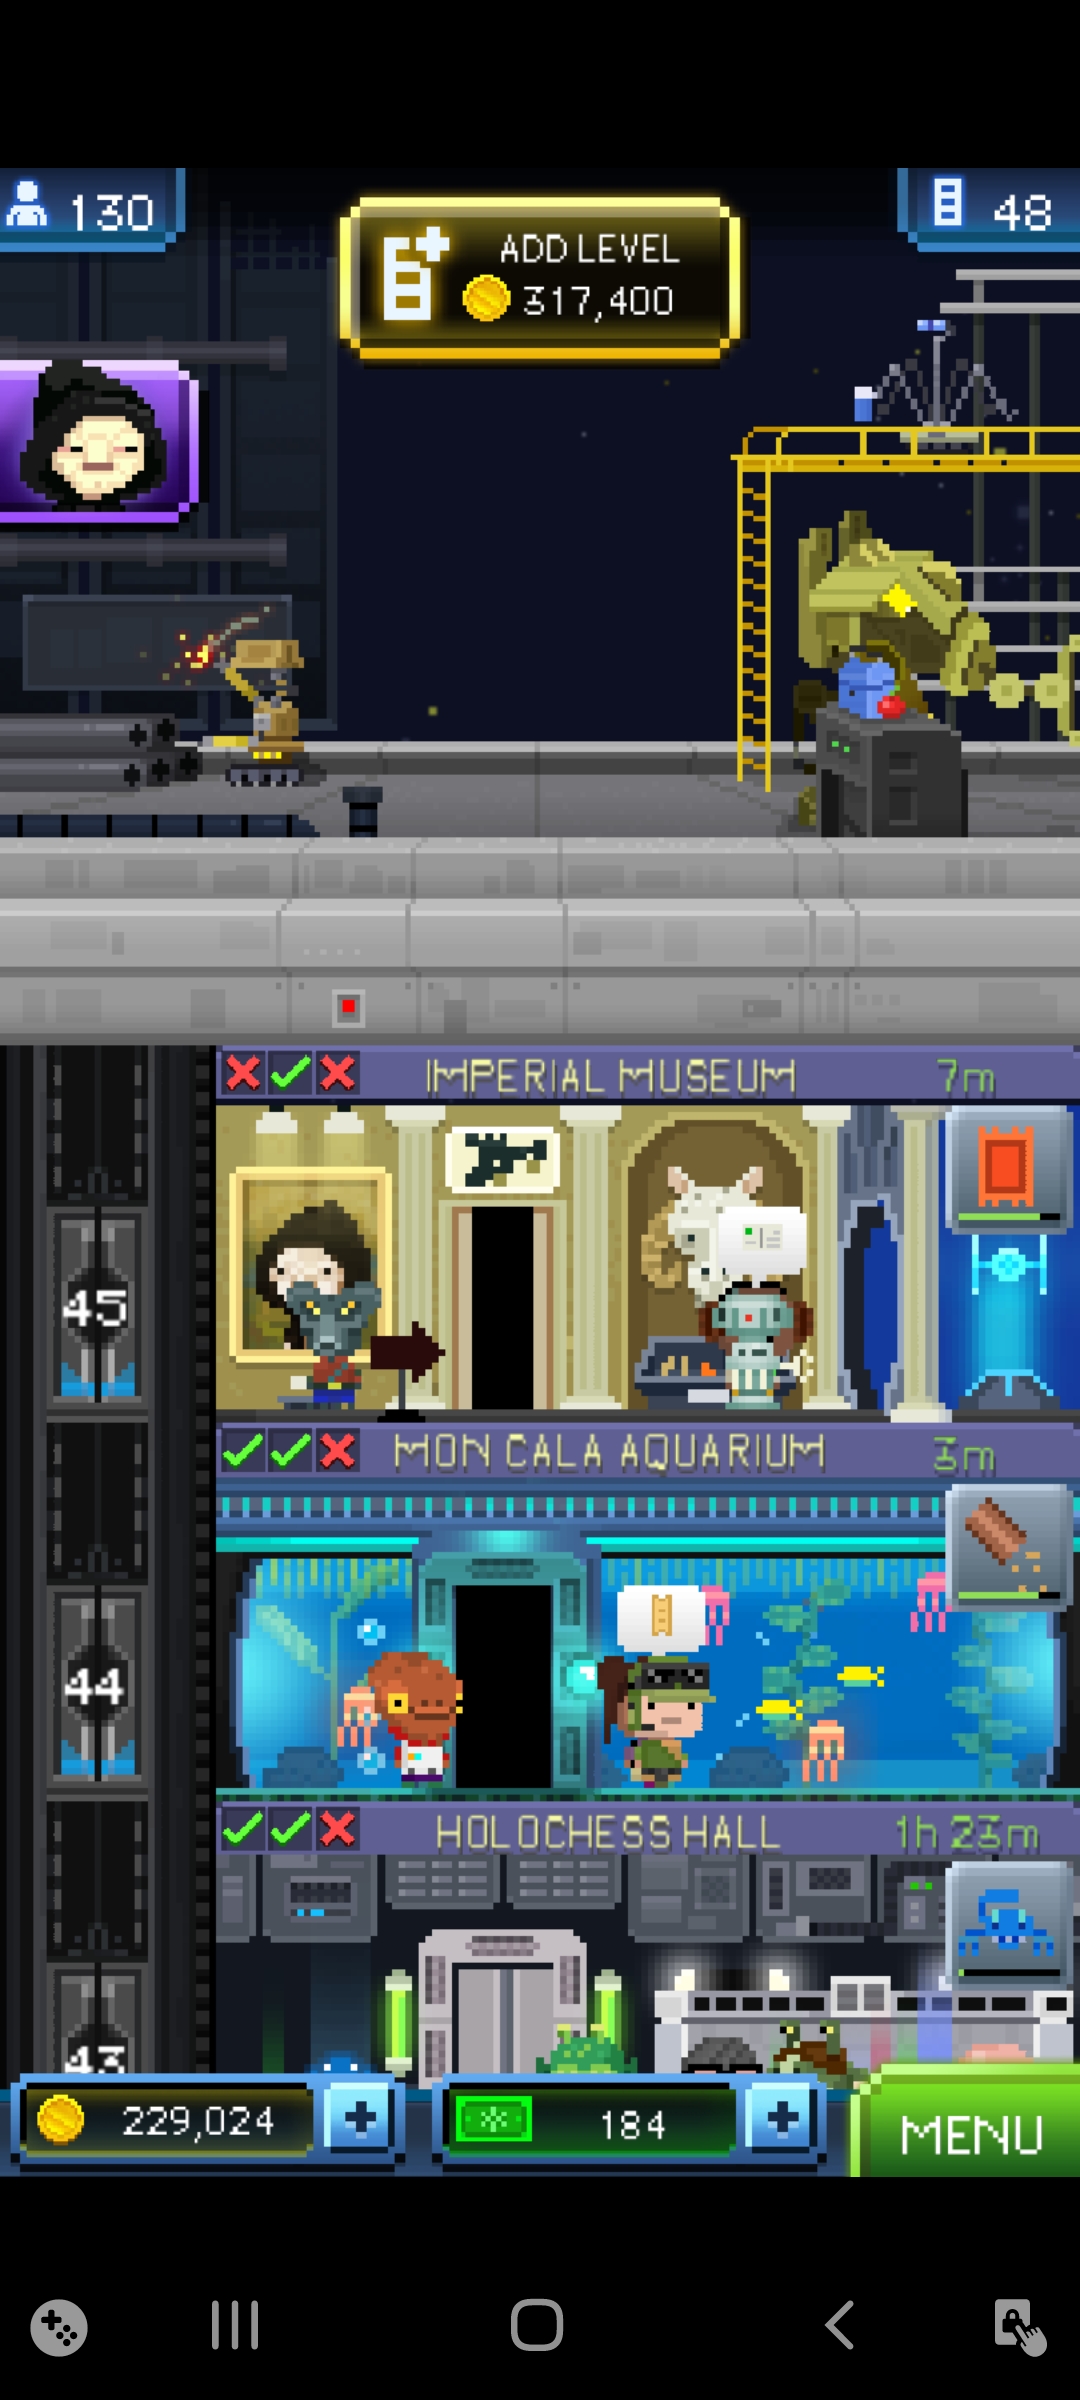 130
ADD LEVEL
317,400
48
IMPERIAL MUSEUM 7m
45
MON CALA AQUARIUM 3m
44
HOLOCHESS HALL 1h 23m
43
229,024
184
MENU